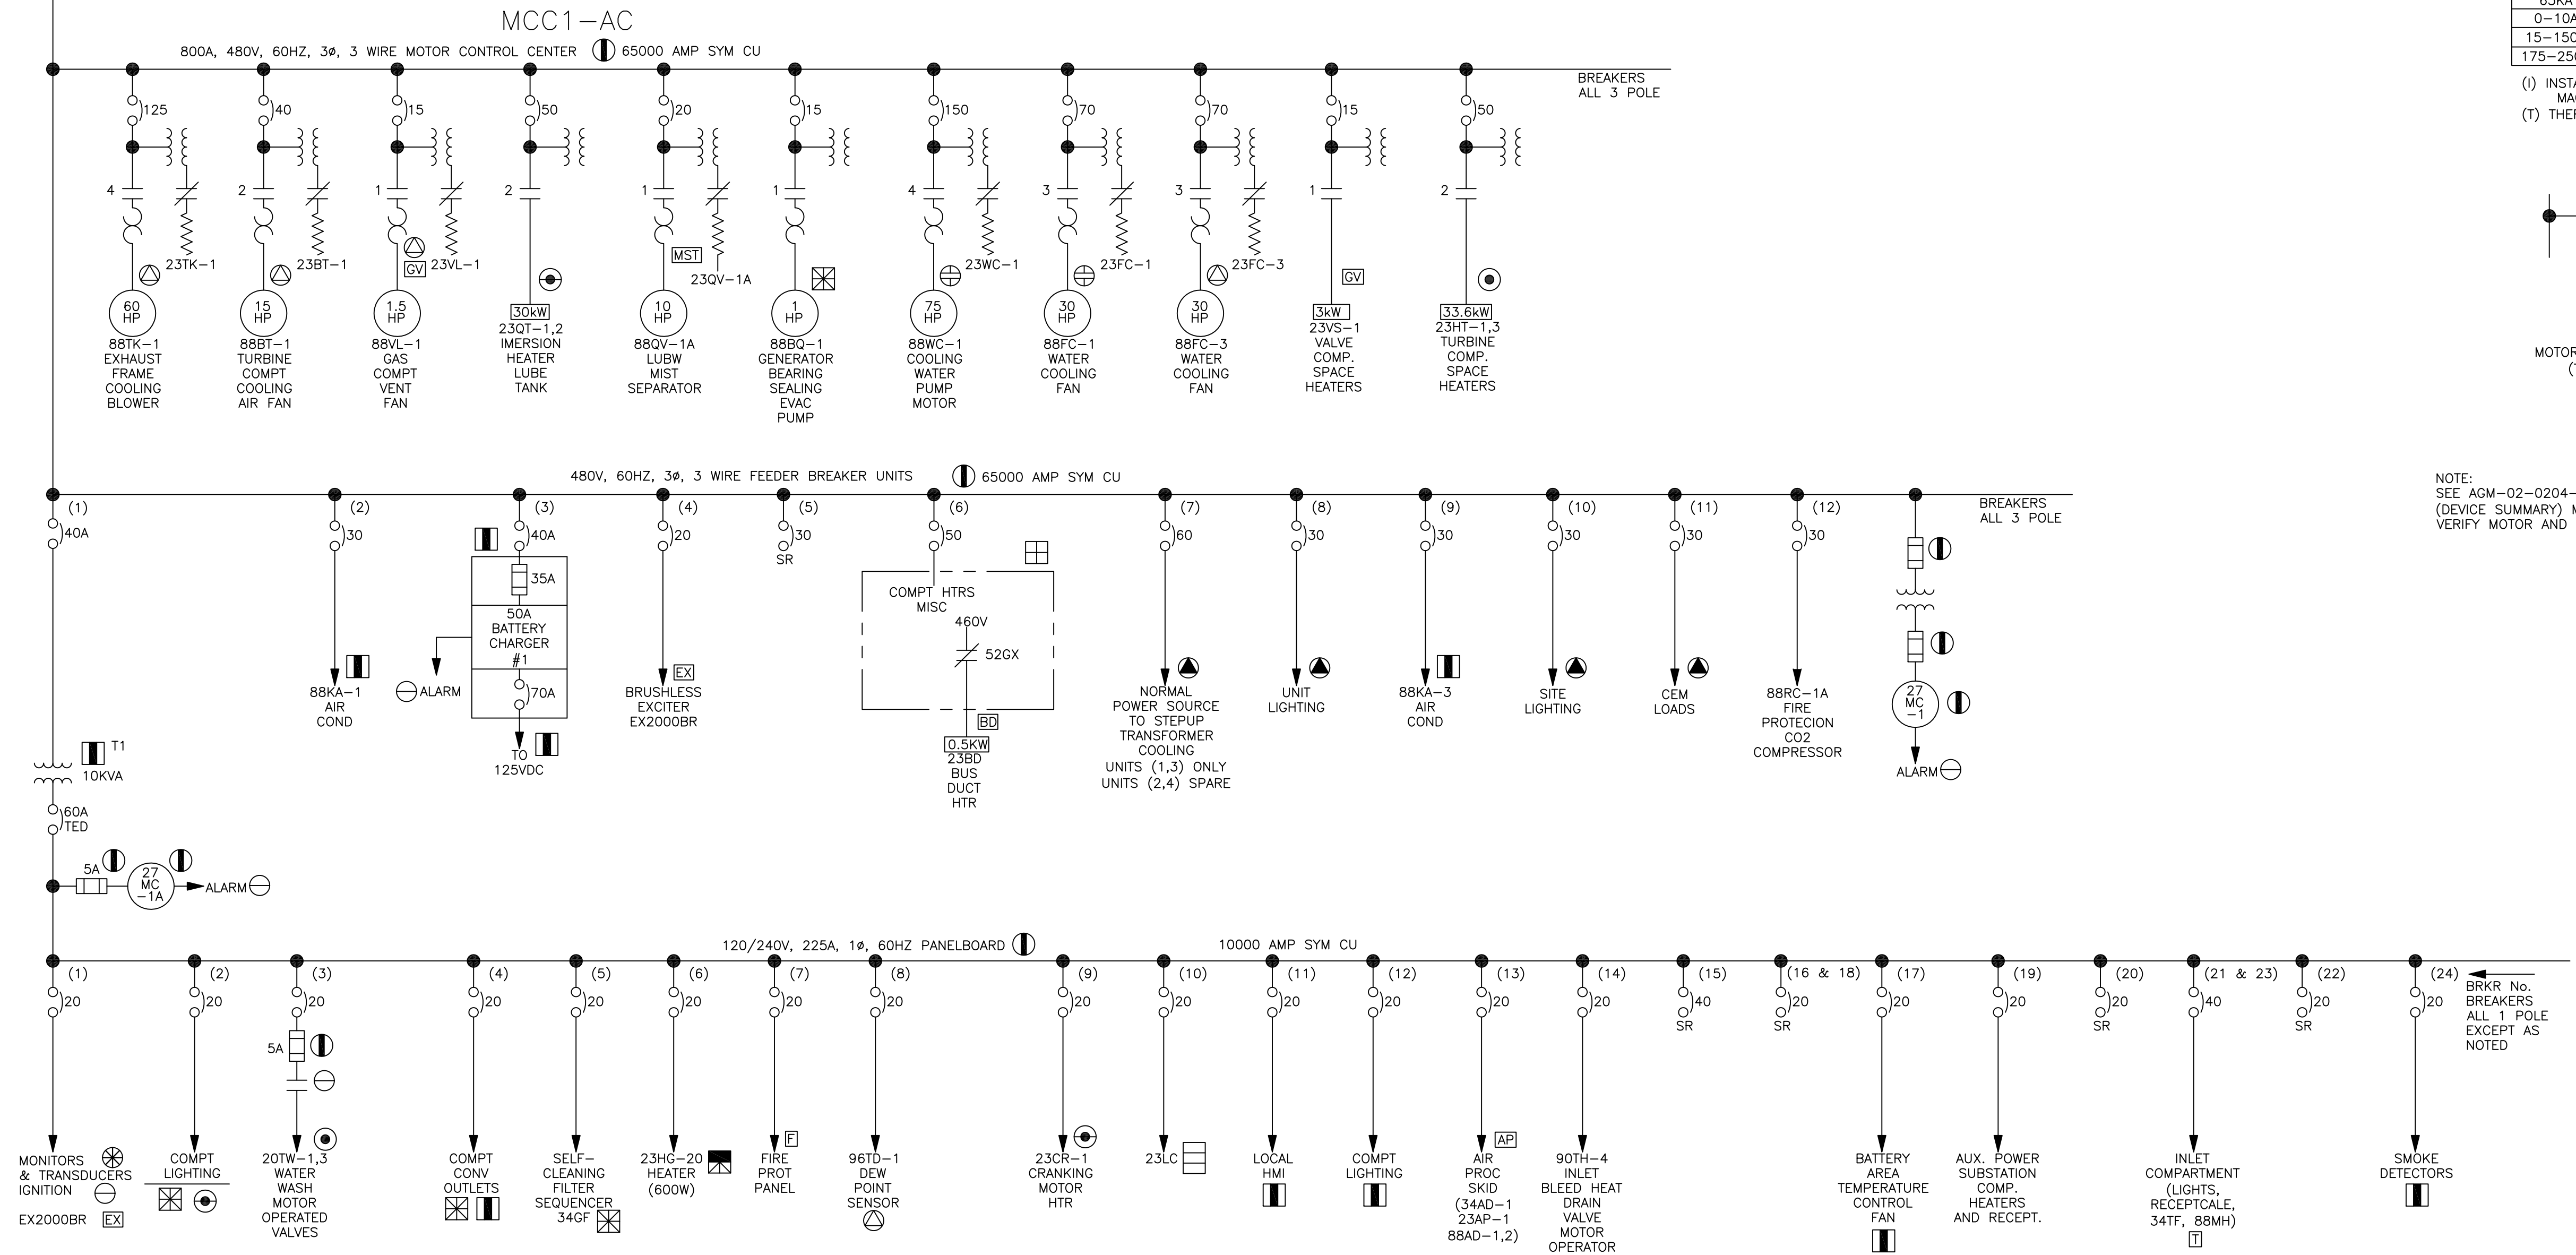 MCC1-AC
800A, 480V, 60HZ, 3ø, 3 WIRE MOTOR CONTROL CENTER
65000 AMP SYM CU
BREAKERS
ALL 3 POLE
125
40
15
50
20
15
150
70
70
15
50
4
2
1
2
1
1
4
3
3
1
2
23TK-1
23BT-1
GV
23VL-1
MST
23QV-1A
23WC-1
23FC-1
23FC-3
GV
60
HP
88TK-1
EXHAUST
FRAME
COOLING
BLOWER
15
HP
88BT-1
TURBINE
COMPT
COOLING
AIR FAN
1.5
HP
88VL-1
GAS
COMPT
VENT
FAN
30kW
23QT-1,2
IMERSION
HEATER
LUBE
TANK
10
HP
88QV-1A
LUBW
MIST
SEPARATOR
1
HP
88BQ-1
GENERATOR
BEARING
SEALING
EVAC
PUMP
75
HP
88WC-1
COOLING
WATER
PUMP
MOTOR
30
HP
88FC-1
WATER
COOLING
FAN
30
HP
88FC-3
WATER
COOLING
FAN
3kW
23VS-1
VALVE
COMP.
SPACE
HEATERS
33.6kW
23HT-1,3
TURBINE
COMP.
SPACE
HEATERS
0-10A
15-150
175-250
(I)
(T)
MOTOR
NOTE:
SEE AGM-02-0204-
(DEVICE SUMMARY)
VERIFY MOTOR AND
480V, 60HZ, 3ø, 3 WIRE FEEDER BREAKER UNITS
65000 AMP SYM CU
BREAKERS
ALL 3 POLE
(1)
40A
(2)
30
88KA-1
AIR
COND
(3)
40A
35A
50A
BATTERY
CHARGER
#1
70A
ALARM
TO
125VDC
(4)
20
EX
BRUSHLESS
EXCITER
EX2000BR
(5)
30
SR
(6)
50
COMPT HTRS
MISC
460V
52GX
BD
0.5KW
23BD
BUS
DUCT
HTR
(7)
60
NORMAL
POWER SOURCE
TO STEPUP
TRANSFORMER
COOLING
UNITS (1,3) ONLY
UNITS (2,4) SPARE
(8)
30
UNIT
LIGHTING
(9)
30
88KA-3
AIR
COND
(10)
30
SITE
LIGHTING
(11)
30
CEM
LOADS
(12)
30
88RC-1A
FIRE
PROTECION
CO2
COMPRESSOR
27
MC
-1
ALARM
T1
10KVA
60A
TED
5A
27
MC
-1A
ALARM
120/240V, 225A, 1ø, 60HZ PANELBOARD
10000 AMP SYM CU
(1)
20
MONITORS
& TRANSDUCERS
IGNITION
EX2000BR EX
(2)
20
COMPT
LIGHTING
(3)
20
5A
20TW-1,3
WATER
WASH
MOTOR
OPERATED
VALVES
(4)
20
COMPT
CONV
OUTLETS
(5)
20
SELF-
CLEANING
FILTER
SEQUENCER
34GF
(6)
20
23HG-20
HEATER
(600W)
(7)
20
F
FIRE
PROT
PANEL
(8)
20
96TD-1
DEW
POINT
SENSOR
(9)
20
23CR-1
CRANKING
MOTOR
HTR
(10)
20
23LC
(11)
20
LOCAL
HMI
(12)
20
COMPT
LIGHTING
(13)
20
AP
AIR
PROC
SKID
(34AD-1
23AP-1
88AD-1,2)
(14)
20
90TH-4
INLET
BLEED HEAT
DRAIN
VALVE
MOTOR
OPERATOR
(15)
40
SR
(16 & 18)
20
SR
(17)
20
BATTERY
AREA
TEMPERATURE
CONTROL
FAN
(19)
20
AUX. POWER
SUBSTATION
COMP.
HEATERS
AND RECEPT.
(20)
20
SR
(21 & 23)
40
INLET
COMPARTMENT
(LIGHTS,
RECEPTCALE,
34TF, 88MH)
T
(22)
20
SR
(24)
20
SMOKE
DETECTORS
BRKR No.
BREAKERS
ALL 1 POLE
EXCEPT AS
NOTED